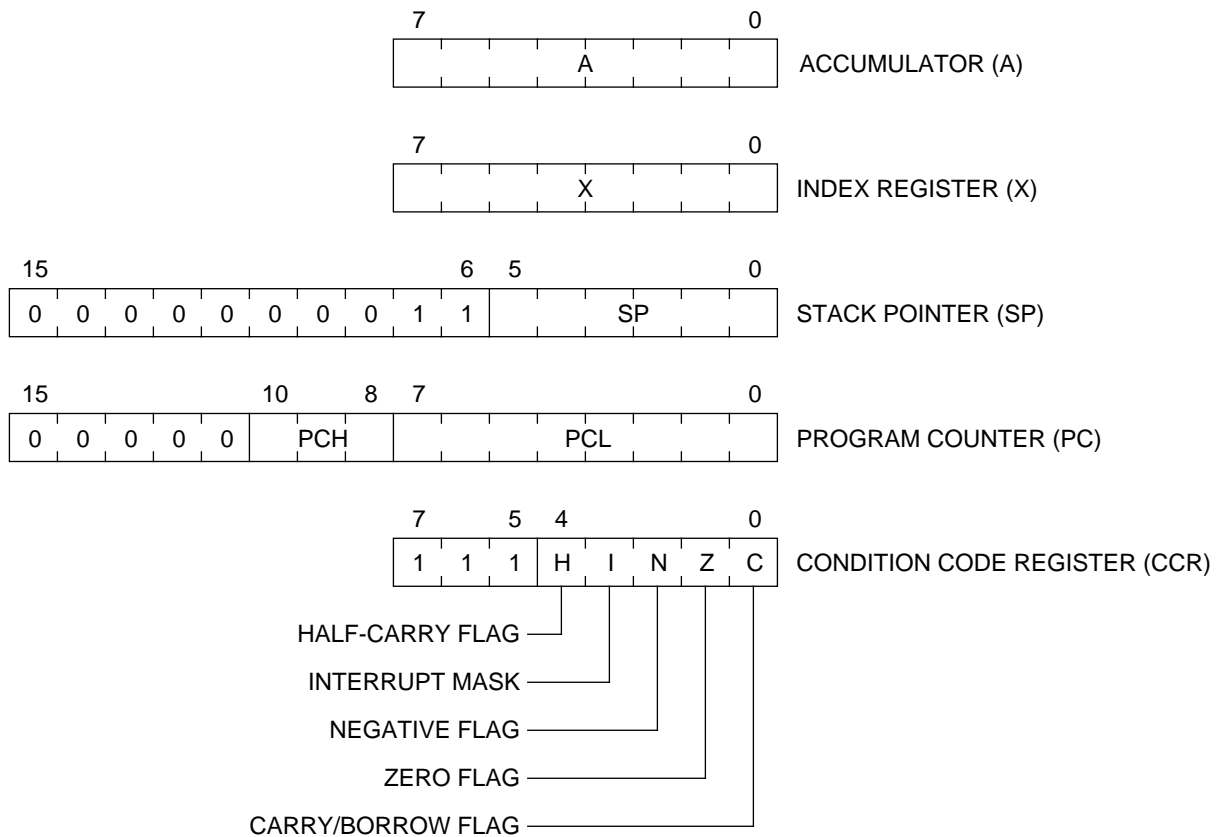 7 0
A ACCUMULATOR (A)
7 0
X INDEX REGISTER (X)
15 6 5 0
0 0 0 0 0 0 0 0 1 1 SP STACK POINTER (SP)
15 10 8 7 0
0 0 0 0 0 PCH PCL PROGRAM COUNTER (PC)
7 5 4 0
1 1 1 H I N Z C CONDITION CODE REGISTER (CCR)
HALF-CARRY FLAG
INTERRUPT MASK
NEGATIVE FLAG
ZERO FLAG
CARRY/BORROW FLAG